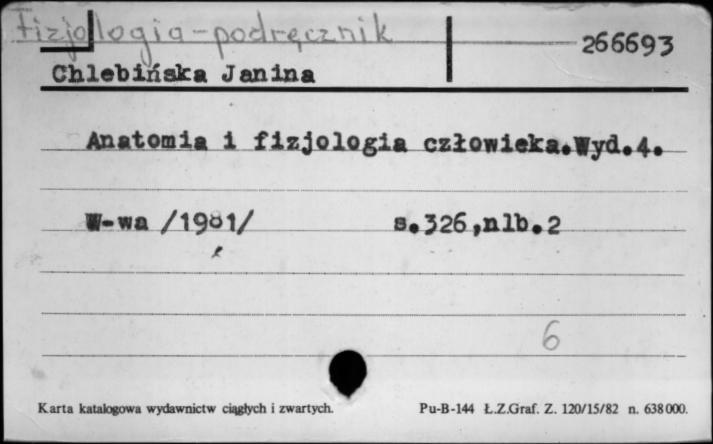 Fizjologia - podręcznik
266693
Chlebińska Janina
Anatomia i fizjologia człowieka.Wyd.4.
W-wa /1981/ s.326,nlb.2
6
Karta katalogowa wydawnictw ciągłych i zwartych. Pu-B-144 Ł.Z.Graf. Z. 120/15/82 n. 638000.